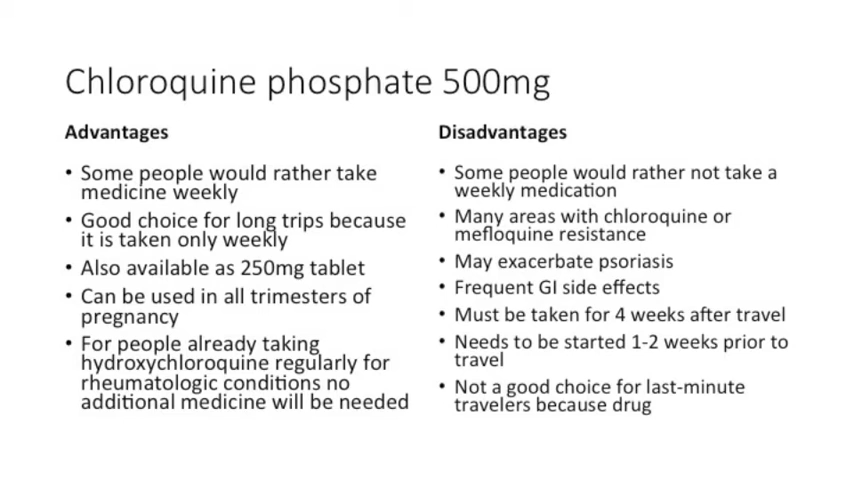 Chloroquine phosphate 500mg
Advantages
• Some people would rather take
medicine weekly
• Good choice for long trips because
it is taken only weekly
• Also available as 250mg tablet
• Can be used in all trimesters of
pregnancy
• For people already taking
hydroxychloroquine regularly for
rheumatologic conditions no
additional medicine will be needed
Disadvantages
• Some people would rather not take a
weekly medication
• Many areas with chloroquine or
mefloquine resistance
• May exacerbate psoriasis
• Frequent GI side effects
• Must be taken for 4 weeks after travel
• Needs to be started 1-2 weeks prior to
travel
• Not a good choice for last-minute
travelers because drug